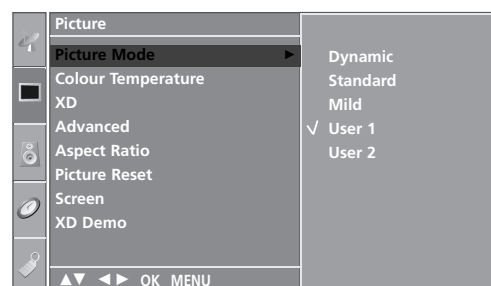 Picture
Picture Mode ►
Colour Temperature
XD
Advanced
Aspect Ratio
Picture Reset
Screen
XD Demo
▲▼ ◄► OK MENU
Dynamic
Standard
Mild
√ User 1
User 2